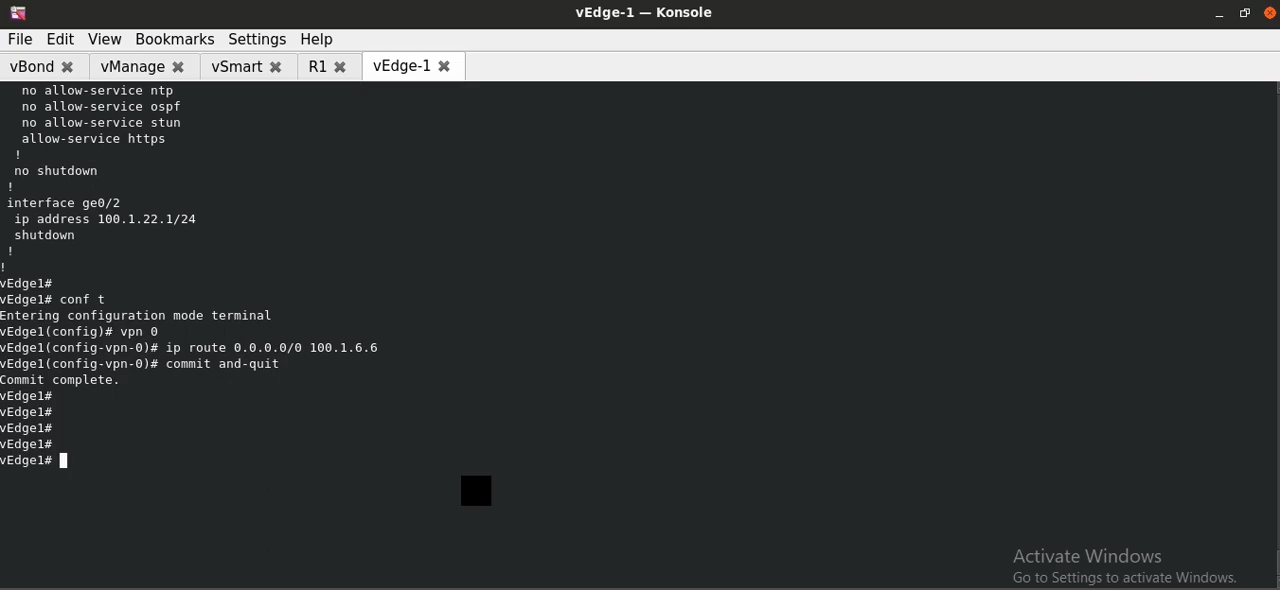 vEdge-1 — Konsole
File Edit View Bookmarks Settings Help
vBond vManage vSmart R1 vEdge-1
no allow-service ntp
no allow-service ospf
no allow-service stun
allow-service https
!
no shutdown
!
interface ge0/2
ip address 100.1.22.1/24
shutdown
!
!
vEdge1#
vEdge1# conf t
Entering configuration mode terminal
vEdge1(config)# vpn 0
vEdge1(config-vpn-0)# ip route 0.0.0.0/0 100.1.6.6
vEdge1(config-vpn-0)# commit and-quit
Commit complete.
vEdge1#
vEdge1#
vEdge1#
vEdge1#
vEdge1#
Activate Windows
Go to Settings to activate Windows.